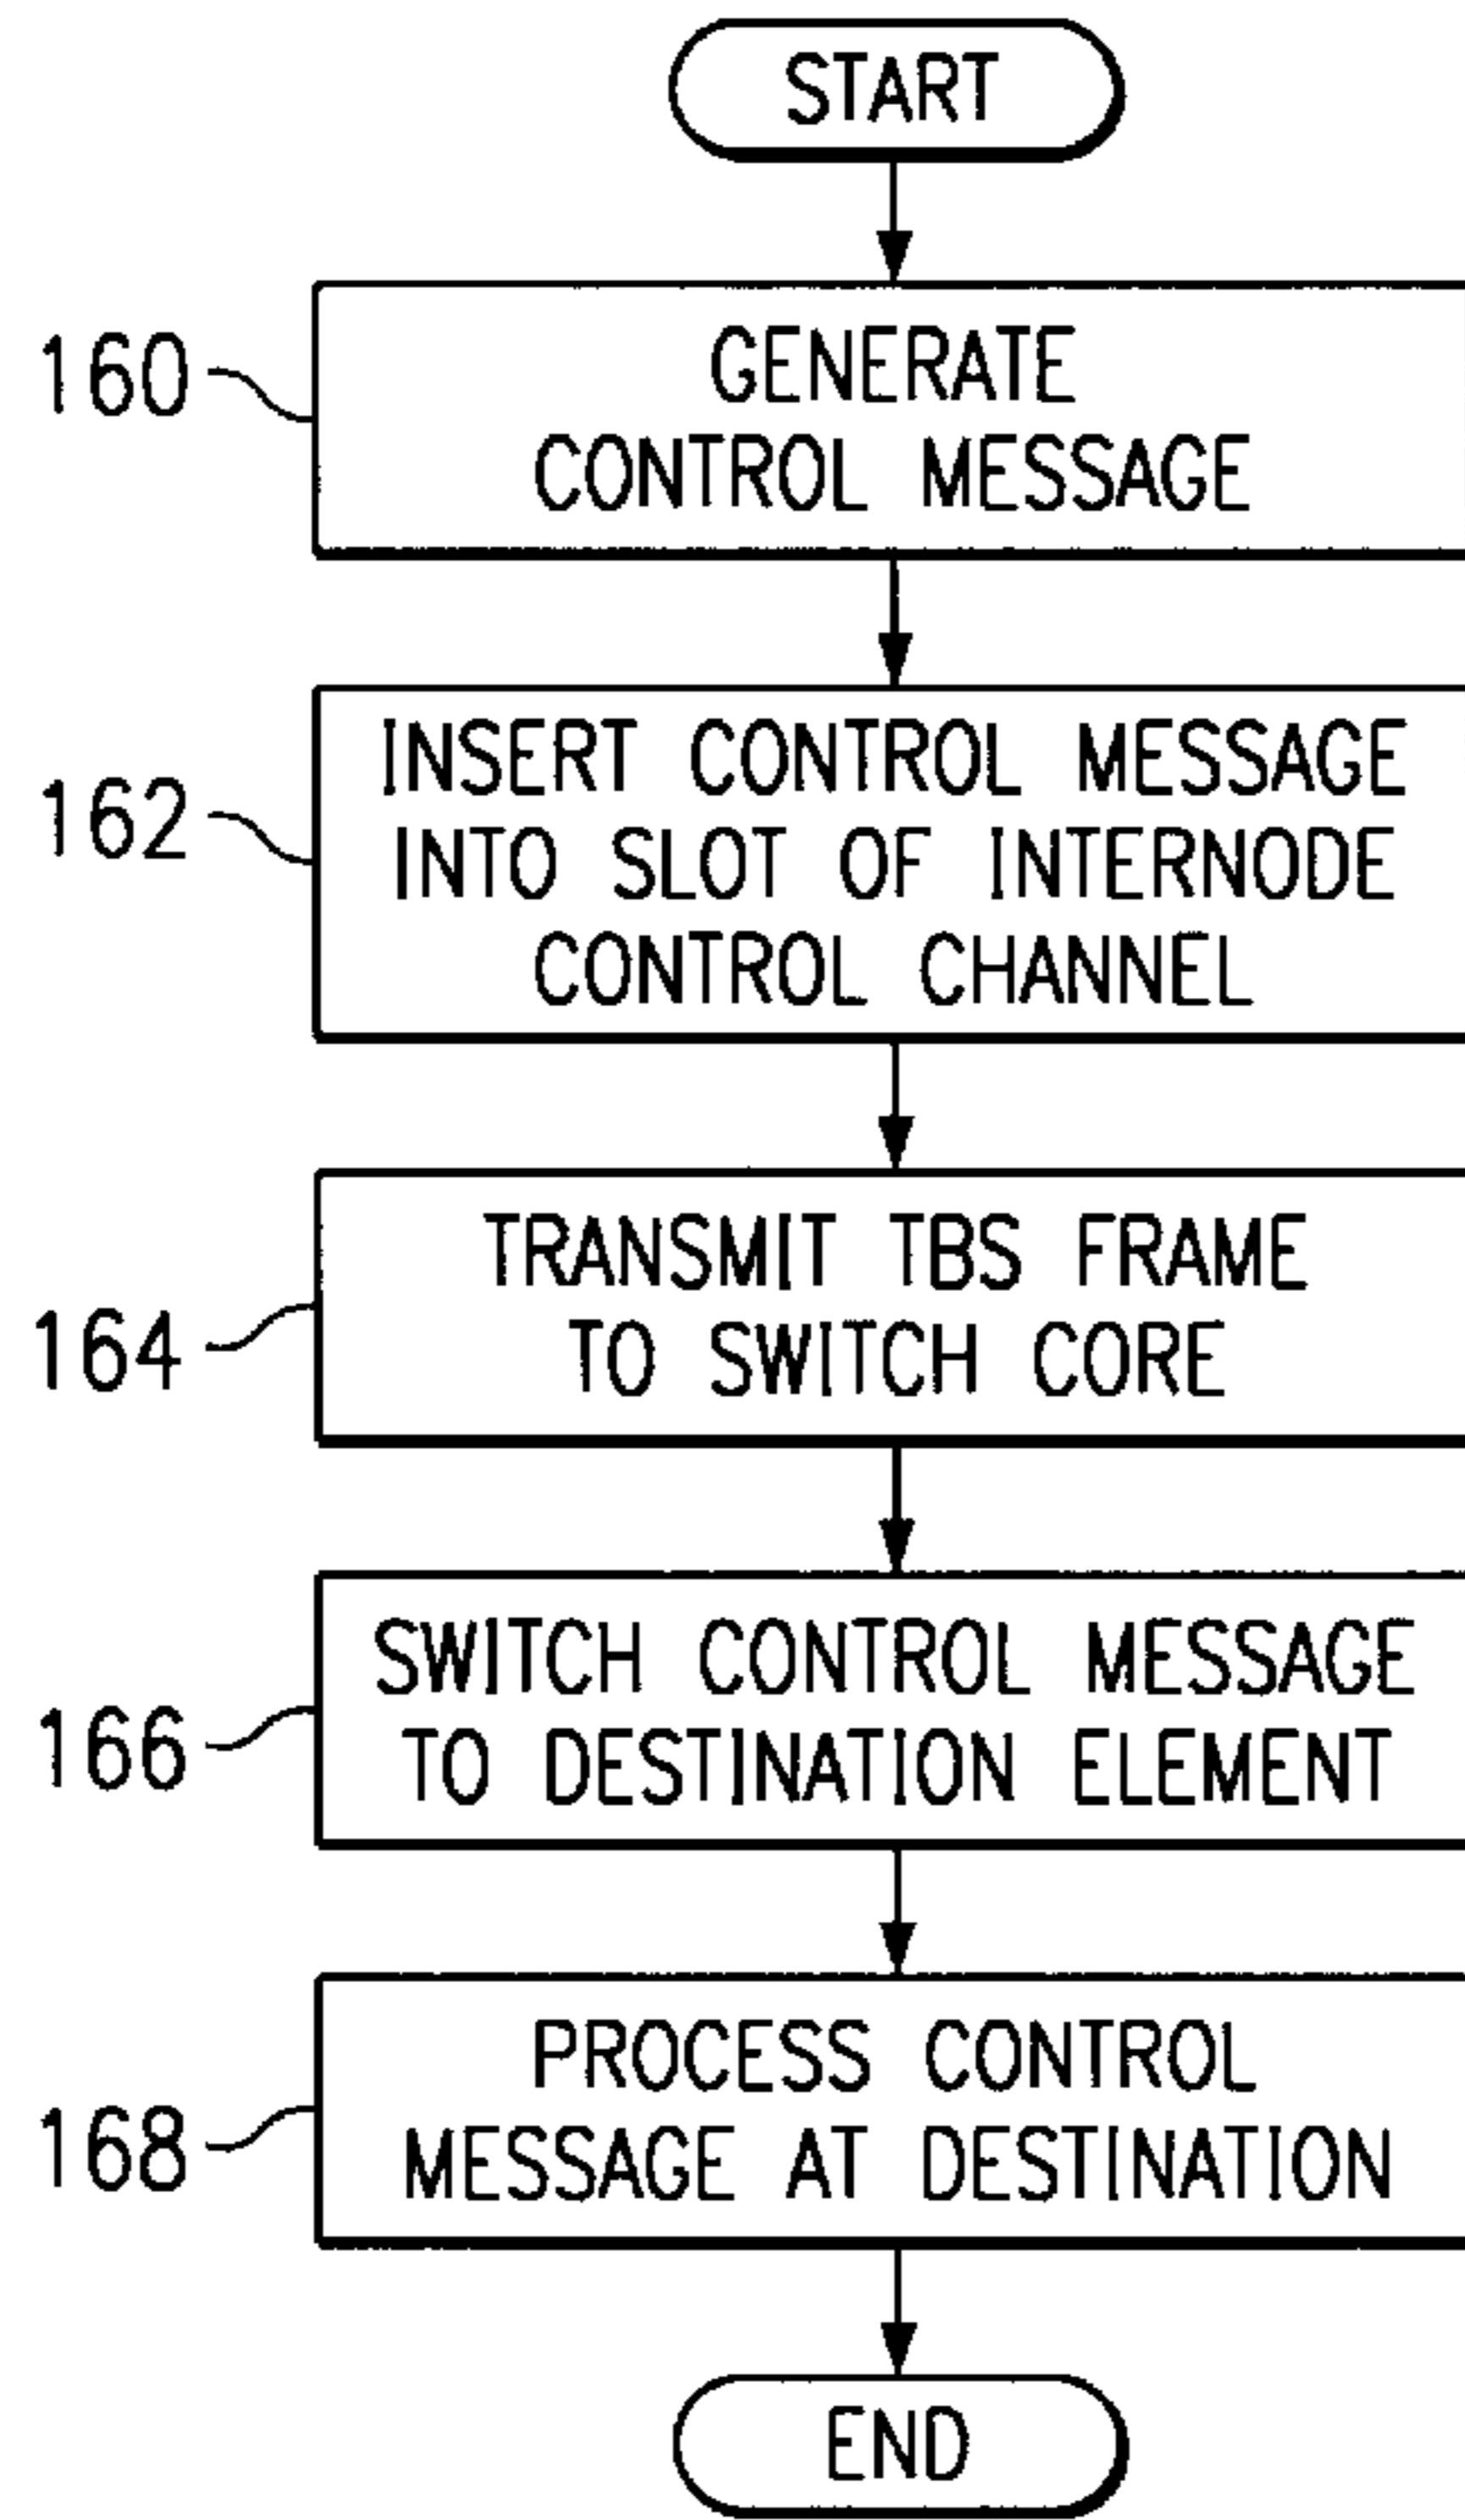 START
160
GENERATE
CONTROL MESSAGE
162
INSERT CONTROL MESSAGE
INTO SLOT OF INTERNODE
CONTROL CHANNEL
164
TRANSMIT TBS FRAME
TO SWITCH CORE
166
SWITCH CONTROL MESSAGE
TO DESTINATION ELEMENT
168
PROCESS CONTROL
MESSAGE AT DESTINATION
END